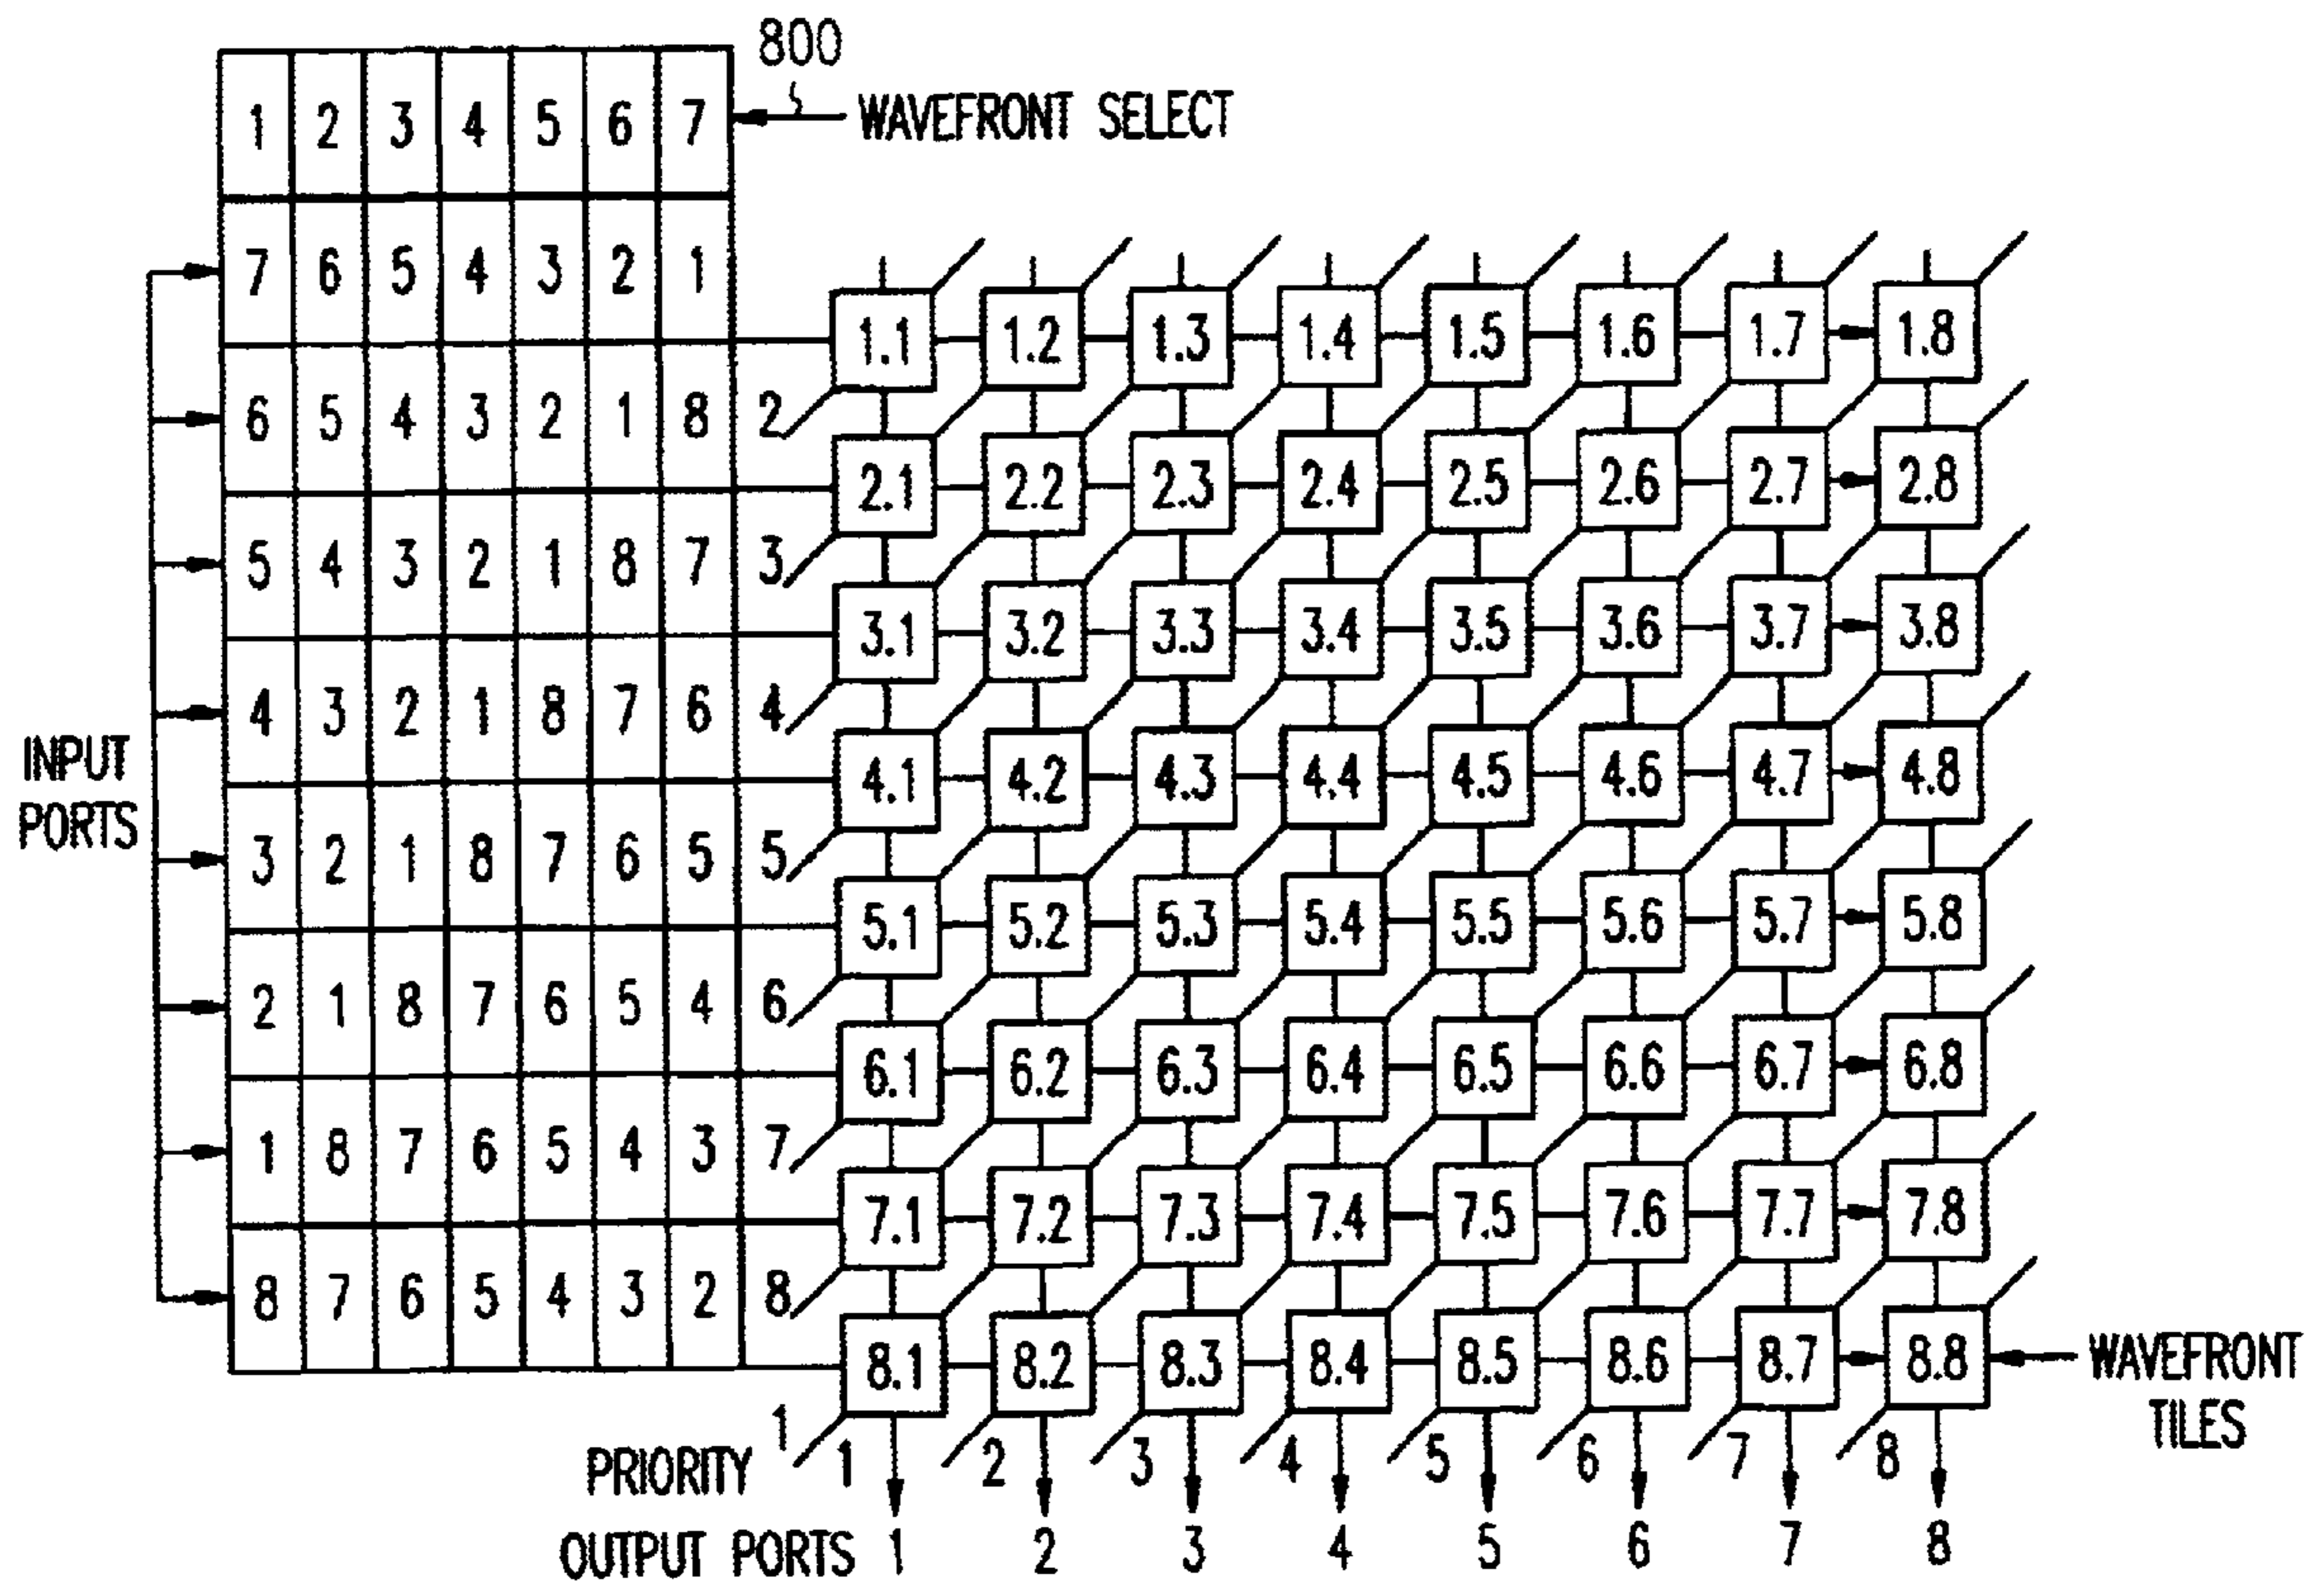 800
1 2 3 4 5 6 7 WAVEFRONT SELECT
7 6 5 4 3 2 1
1.1 1.2 1.3 1.4 1.5 1.6 1.7 1.8
6 5 4 3 2 1 8 2
2.1 2.2 2.3 2.4 2.5 2.6 2.7 2.8
5 4 3 2 1 8 7 3
3.1 3.2 3.3 3.4 3.5 3.6 3.7 3.8
4 3 2 1 8 7 6 4
INPUT
PORTS
4.1 4.2 4.3 4.4 4.5 4.6 4.7 4.8
3 2 1 8 7 6 5 5
5.1 5.2 5.3 5.4 5.5 5.6 5.7 5.8
2 1 8 7 6 5 4 6
6.1 6.2 6.3 6.4 6.5 6.6 6.7 6.8
1 8 7 6 5 4 3 7
7.1 7.2 7.3 7.4 7.5 7.6 7.7 7.8
8 7 6 5 4 3 2 8
8.1 8.2 8.3 8.4 8.5 8.6 8.7 8.8
WAVEFRONT
TILES
1
PRIORITY 1 2 3 4 5 6 7 8
OUTPUT PORTS 1 2 3 4 5 6 7 8